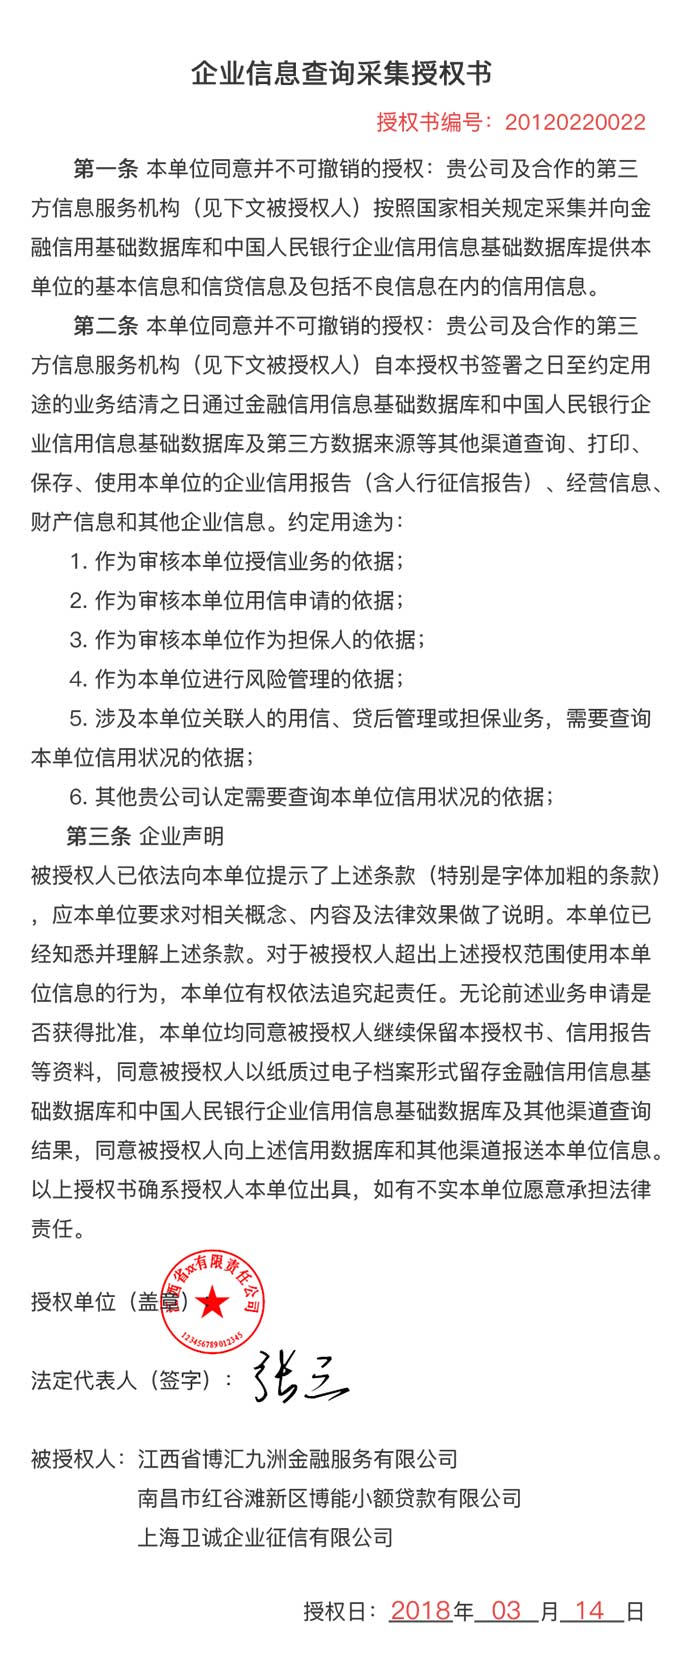 企业信息查询采集授权书
授权书编号：20120220022
第一条 本单位同意并不可撤销的授权：贵公司及合作的第三
方信息服务机构（见下文被授权人）按照国家相关规定采集并向金
融信用基础数据库和中国人民银行企业信用信息基础数据库提供本
单位的基本信息和信贷信息及包括不良信息在内的信用信息。
第二条 本单位同意并不可撤销的授权：贵公司及合作的第三
方信息服务机构（见下文被授权人）自本授权书签署之日至约定用
途的业务结清之日通过金融信用信息基础数据库和中国人民银行企
业信用信息基础数据库及第三方数据来源等其他渠道查询、打印、
保存、使用本单位的企业信用报告（含人行征信报告）、经营信息、
财产信息和其他企业信息。约定用途为：
1. 作为审核本单位授信业务的依据；
2. 作为审核本单位用信申请的依据；
3. 作为审核本单位作为担保人的依据；
4. 作为本单位进行风险管理的依据；
5. 涉及本单位关联人的用信、贷后管理或担保业务，需要查询
本单位信用状况的依据；
6. 其他贵公司认定需要查询本单位信用状况的依据；
第三条 企业声明
被授权人已依法向本单位提示了上述条款（特别是字体加粗的条款）
，应本单位要求对相关概念、内容及法律效果做了说明。本单位已
经知悉并理解上述条款。对于被授权人超出上述授权范围使用本单
位信息的行为，本单位有权依法追究起责任。无论前述业务申请是
否获得批准，本单位均同意被授权人继续保留本授权书、信用报告
等资料，同意被授权人以纸质过电子档案形式留存金融信用信息基
础数据库和中国人民银行企业信用信息基础数据库及其他渠道查询
结果，同意被授权人向上述信用数据库和其他渠道报送本单位信息。
以上授权书确系授权人本单位出具，如有不实本单位愿意承担法律
责任。
江西省xx有限责任公司
123456789012345
授权单位（盖章）
法定代表人（签字）：张三
被授权人：江西省博汇九洲金融服务有限公司
南昌市红谷滩新区博能小额贷款有限公司
上海卫诚企业征信有限公司
授权日：2018年 03 月 14 日